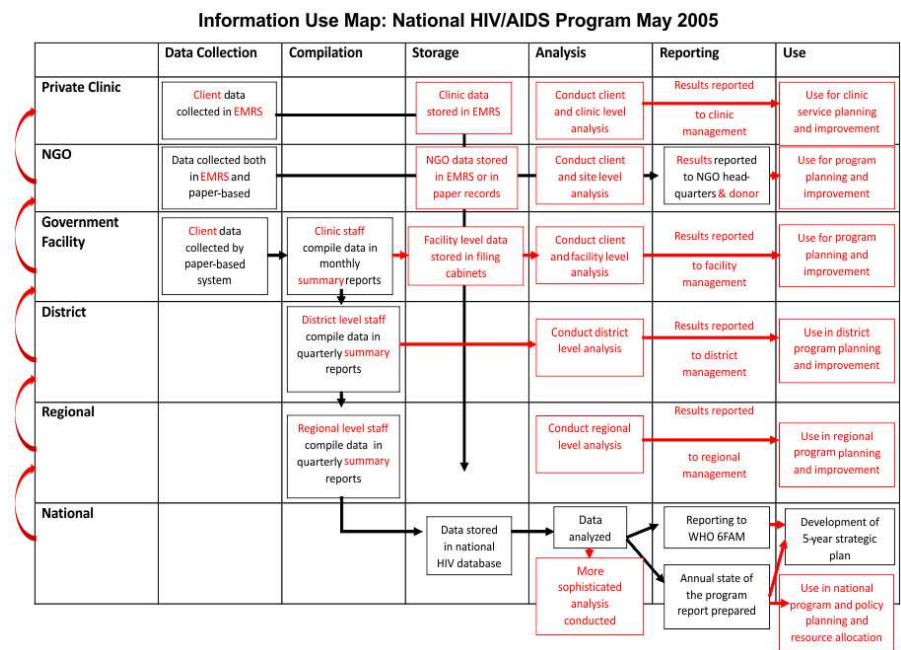 Information Use Map: National HIV/AIDS Program May 2005
Data Collection
Compilation
Storage
Analysis
Reporting
Use
Private Clinic
Client data
collected in EMRS
Clinic data
stored in EMRS
Conduct client
and clinic level
analysis
Results reported
to clinic
management
Use for clinic
service planning
and improvement
NGO
Data collected both
in EMRS and
paper-based
NGO data stored
in EMRS or in
paper records
Conduct client
and site level
analysis
Results reported
to NGO head-
quarters & donor
Use for program
planning and
improvement
Government
Facility
Client data
collected by
paper-based
system
Clinic staff
compile data in
monthly
summary reports
Facility level data
stored in filing
cabinets
Conduct client
and facility level
analysis
Results reported
to facility
management
Use for program
planning and
improvement
District
District level staff
compile data in
quarterly summary
reports
Conduct district
level analysis
Results reported
to district
management
Use in district
program planning
and improvement
Regional
Regional level staff
compile data in
quarterly summary
reports
Conduct regional
level analysis
Results reported
to regional
management
Use in regional
program planning
and improvement
National
Data stored
in national
HIV database
Data
analyzed
More
sophisticated
analysis
conducted
Reporting to
WHO 6FAM
Annual state of
the program
report prepared
Development of
5-year strategic
plan
Use in national
program and policy
planning and
resource allocation